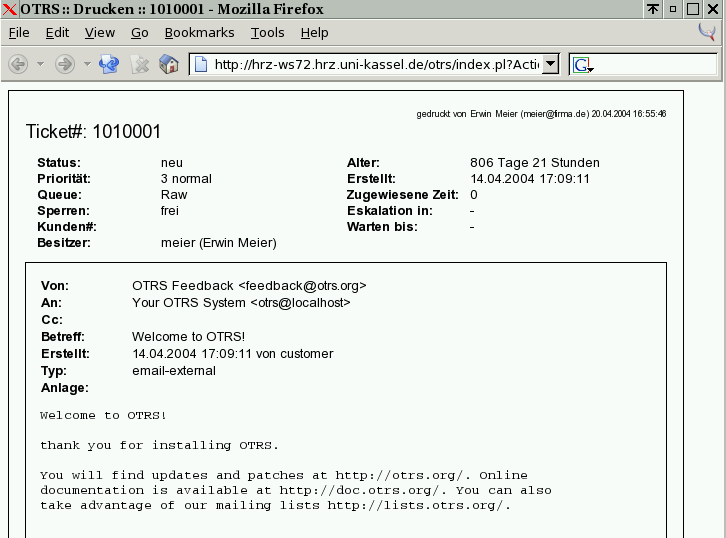 OTRS :: Drucken :: 1010001 - Mozilla Firefox
File Edit View Go Bookmarks Tools Help
http://hrz-ws72.hrz.uni-kassel.de/otrs/index.pl?Acti
G
gedruckt von Erwin Meier (meier@firma.de) 20.04.2004 16:55:46
Ticket#: 1010001
Status: neu Alter: 806 Tage 21 Stunden
Priorität: 3 normal Erstellt: 14.04.2004 17:09:11
Queue: Raw Zugewiesene Zeit: 0
Sperren: frei Eskalation in: -
Kunden#: Warten bis: -
Besitzer: meier (Erwin Meier)
Von: OTRS Feedback <feedback@otrs.org>
An: Your OTRS System <otrs@localhost>
Cc:
Betreff: Welcome to OTRS!
Erstellt: 14.04.2004 17:09:11 von customer
Typ: email-external
Anlage:
Welcome to OTRS!
thank you for installing OTRS.
You will find updates and patches at http://otrs.org/. Online
documentation is available at http://doc.otrs.org/. You can also
take advantage of our mailing lists http://lists.otrs.org/.